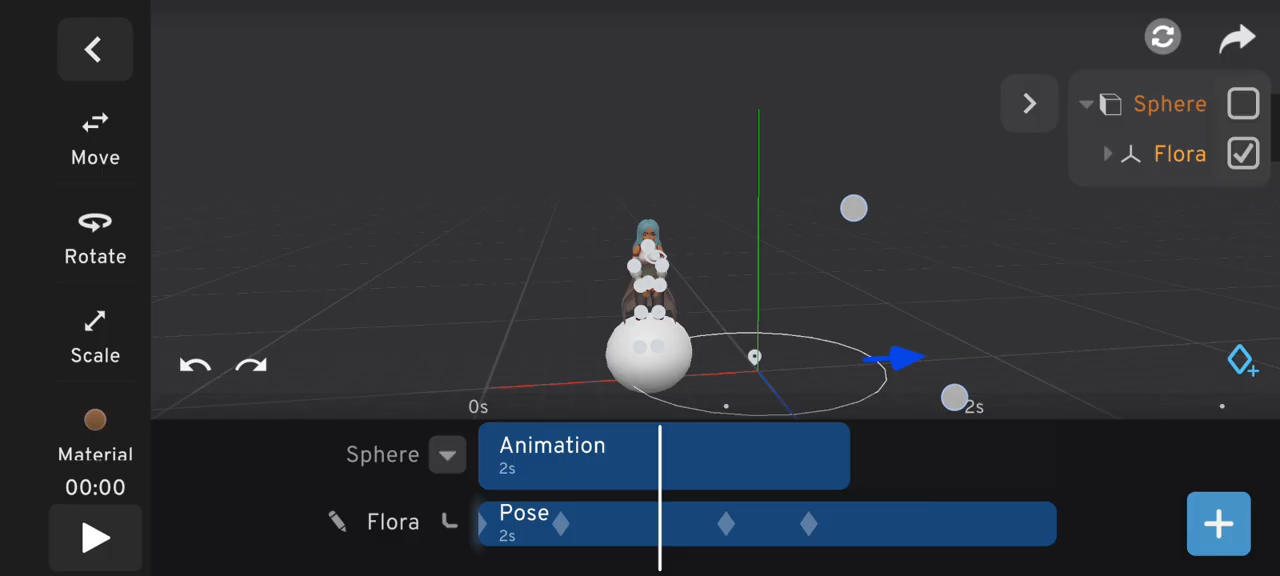 Move
Rotate
Scale
Material
00:00
Sphere
Flora
0s
2s
Sphere
Animation
2s
Flora
Pose
2s